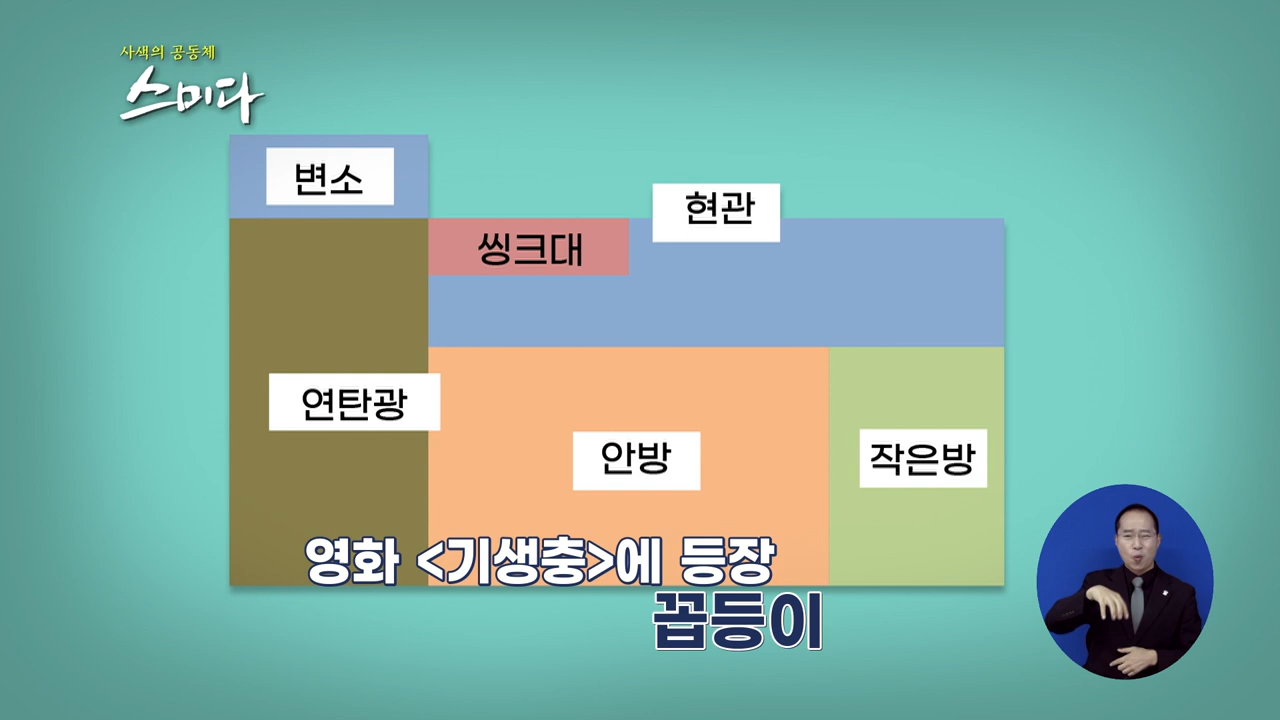 사색의 공동체
스미다
변소
현관
씽크대
연탄광
안방
작은방
영화 <기생충>에 등장
꼽등이